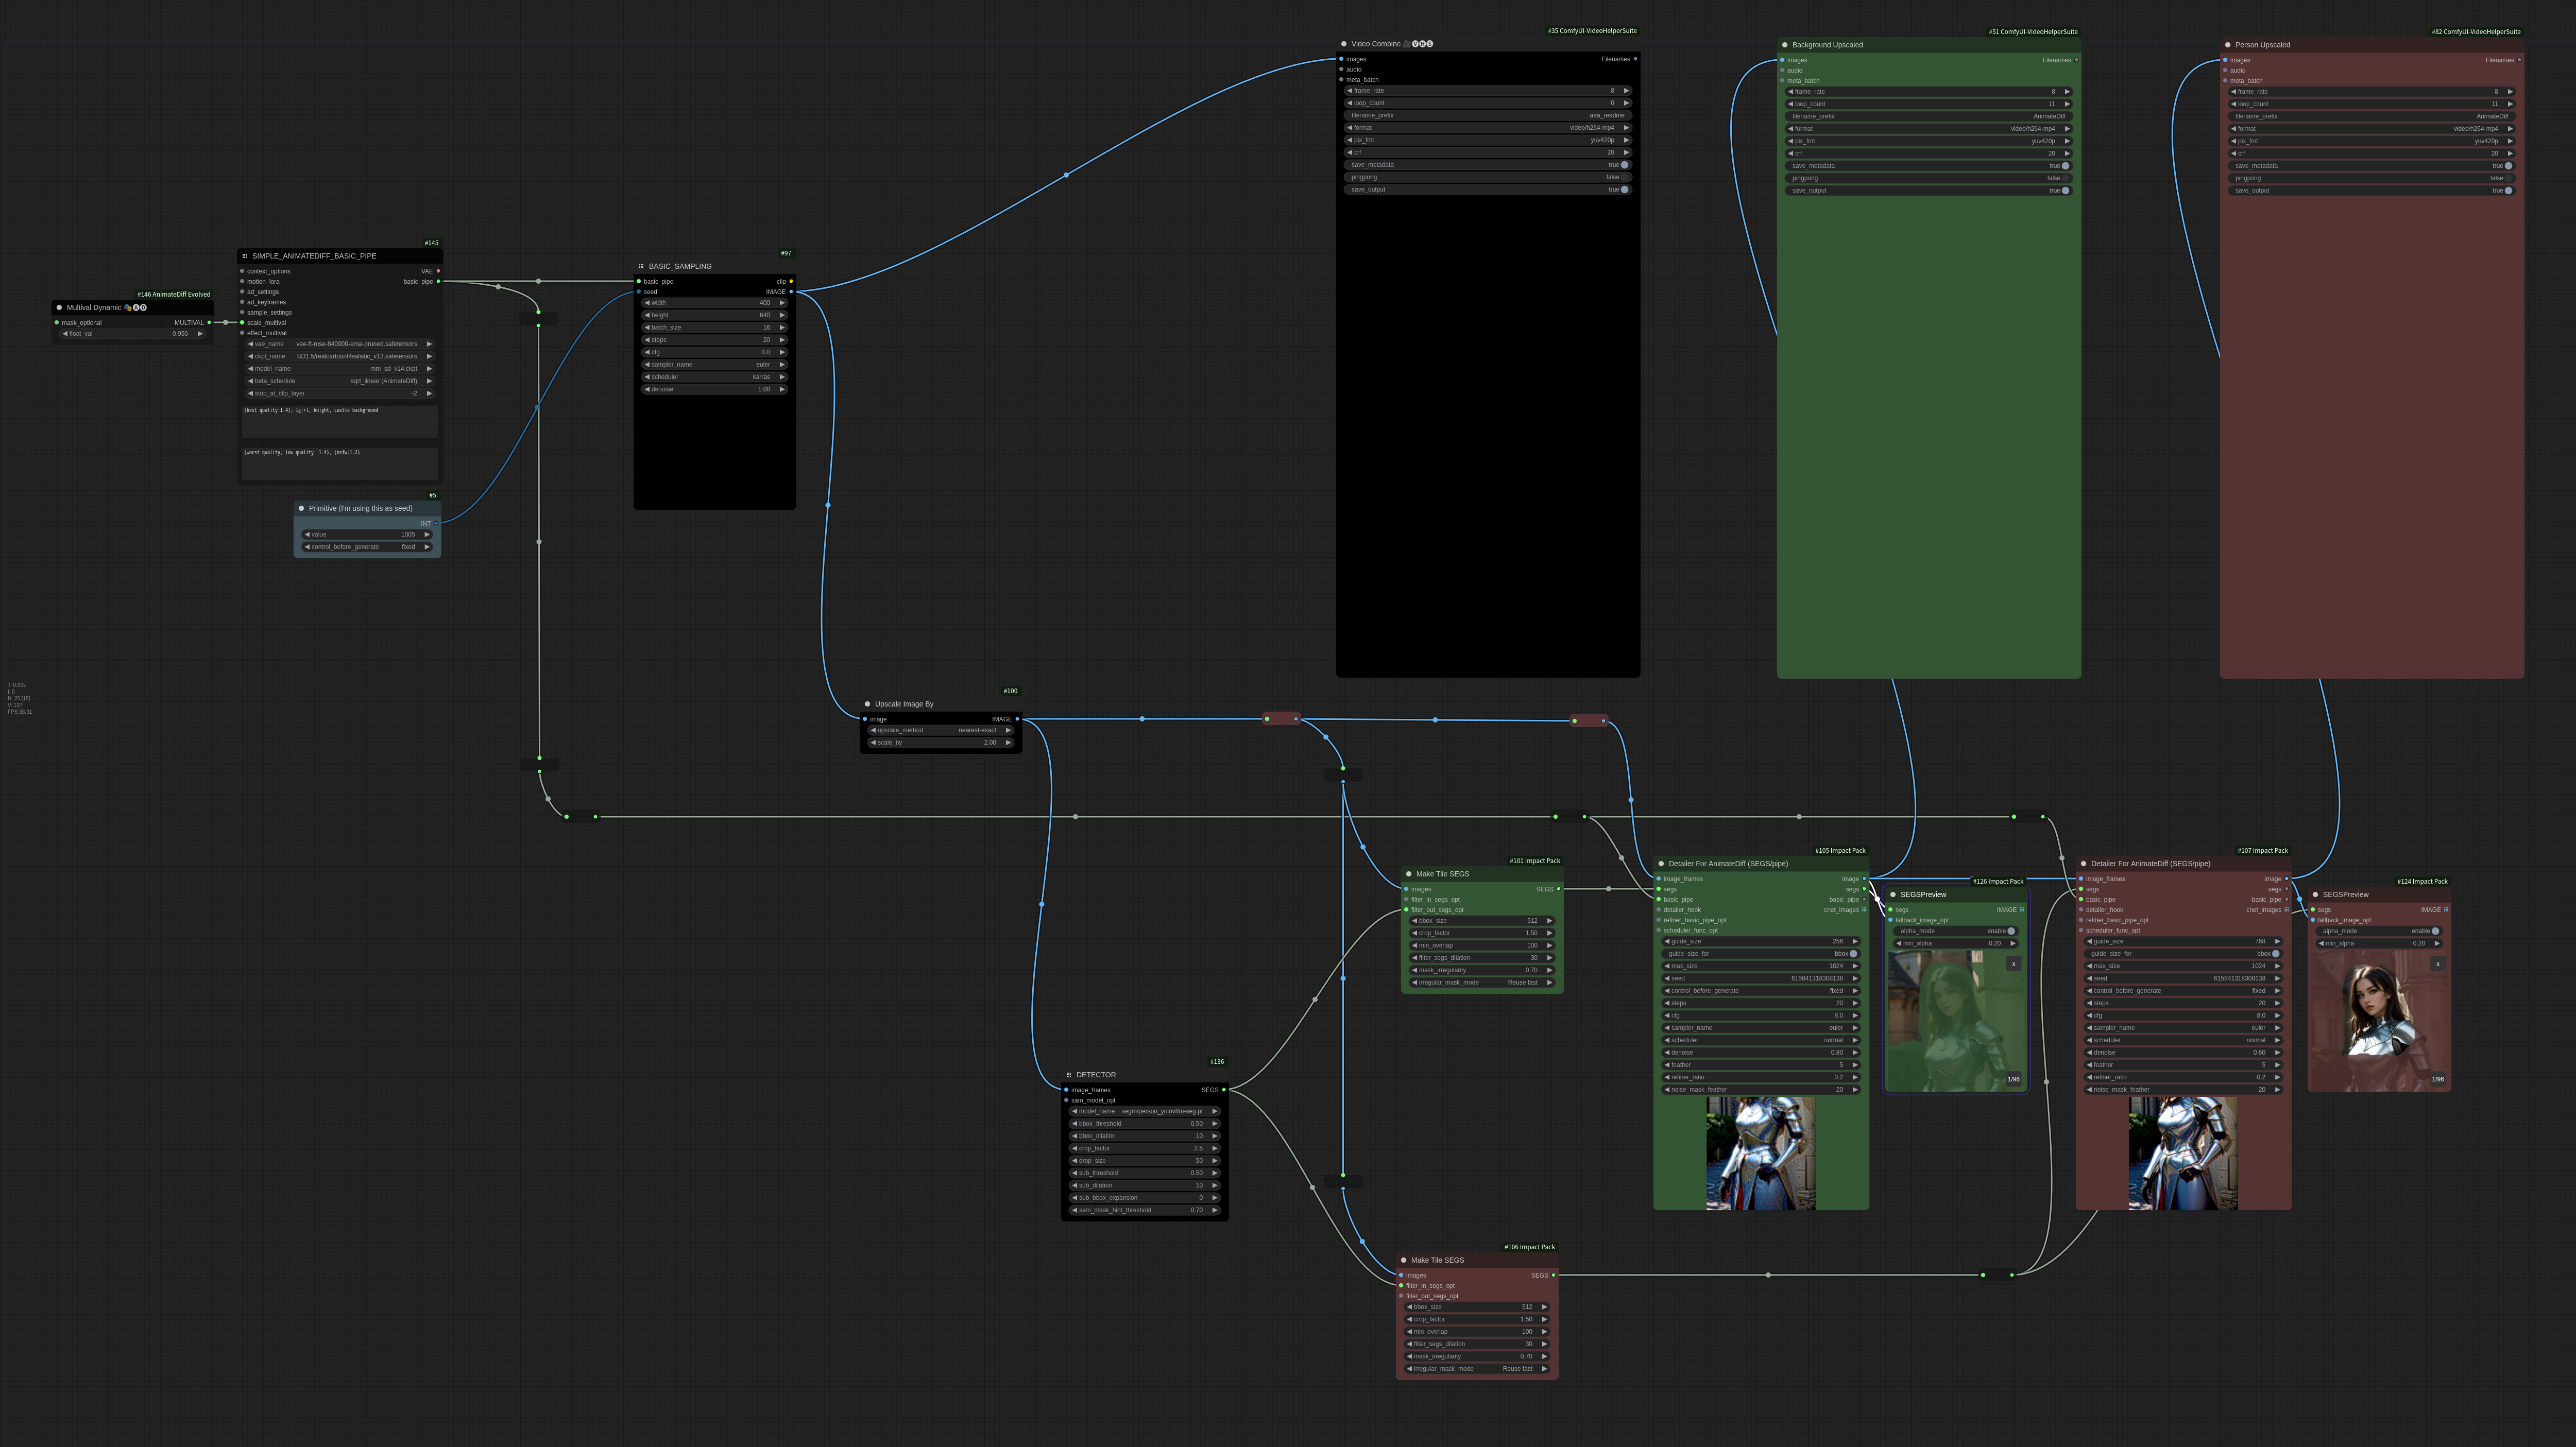 #146 AnimateDiff Evolved
Multival Dynamic 🎭🅐🅓
mask_optional MULTIVAL
float_val 0.950
#145
SIMPLE_ANIMATEDIFF_BASIC_PIPE
context_options VAE
motion_lora basic_pipe
ad_settings
ad_keyframes
sample_settings
scale_multival
effect_multival
vae_name vae-ft-mse-840000-ema-pruned.safetensors
ckpt_name SD1.5/realcartoonRealistic_v13.safetensors
model_name mm_sd_v14.ckpt
beta_schedule sqrt_linear (AnimateDiff)
stop_at_clip_layer -2
(best quality:1.4), 1girl, knight, castle background
(worst quality, low quality: 1.4), (nsfw:1.2)
#5
Primitive (I'm using this as seed)
INT
value 1005
control_before_generate fixed
#97
BASIC_SAMPLING
basic_pipe clip
seed IMAGE
width 400
height 640
batch_size 16
steps 20
cfg 8.0
sampler_name euler
scheduler karras
denoise 1.00
#35 ComfyUI-VideoHelperSuite
Video Combine 🎥🅥🅗🅢
images Filenames
audio
meta_batch
frame_rate 8
loop_count 0
filename_prefix aaa_readme
format video/h264-mp4
pix_fmt yuv420p
crf 20
save_metadata true
pingpong false
save_output true
#51 ComfyUI-VideoHelperSuite
Background Upscaled
images Filenames
audio
meta_batch
frame_rate 8
loop_count 11
filename_prefix AnimateDiff
format video/h264-mp4
pix_fmt yuv420p
crf 20
save_metadata true
pingpong false
save_output true
#82 ComfyUI-VideoHelperSuite
Person Upscaled
images Filenames
audio
meta_batch
frame_rate 8
loop_count 11
filename_prefix AnimateDiff
format video/h264-mp4
pix_fmt yuv420p
crf 20
save_metadata true
pingpong false
save_output true
T: 0.00s
I: 0
N: 25 [18]
V: 137
FPS:38.31
#100
Upscale Image By
image IMAGE
upscale_method nearest-exact
scale_by 2.00
#136
DETECTOR
image_frames SEGS
sam_model_opt
model_name segm/person_yolov8m-seg.pt
bbox_threshold 0.50
bbox_dilation 10
crop_factor 2.5
drop_size 50
sub_threshold 0.50
sub_dilation 10
sub_bbox_expansion 0
sam_mask_hint_threshold 0.70
#101 Impact Pack
Make Tile SEGS
images SEGS
filter_in_segs_opt
filter_out_segs_opt
bbox_size 512
crop_factor 1.50
min_overlap 100
filter_segs_dilation 30
mask_irregularity 0.70
irregular_mask_mode Reuse fast
#106 Impact Pack
Make Tile SEGS
images SEGS
filter_in_segs_opt
filter_out_segs_opt
bbox_size 512
crop_factor 1.50
min_overlap 100
filter_segs_dilation 30
mask_irregularity 0.70
irregular_mask_mode Reuse fast
#105 Impact Pack
Detailer For AnimateDiff (SEGS/pipe)
image_frames image
segs segs
basic_pipe basic_pipe
detailer_hook cnet_images
refiner_basic_pipe_opt
scheduler_func_opt
guide_size 256
guide_size_for bbox
max_size 1024
seed 615841318308138
control_before_generate fixed
steps 20
cfg 8.0
sampler_name euler
scheduler normal
denoise 0.80
feather 5
refiner_ratio 0.2
noise_mask_feather 20
#126 Impact Pack
SEGSPreview
segs IMAGE
fallback_image_opt
alpha_mode enable
min_alpha 0.20
x
1/96
#107 Impact Pack
Detailer For AnimateDiff (SEGS/pipe)
image_frames image
segs segs
basic_pipe basic_pipe
detailer_hook cnet_images
refiner_basic_pipe_opt
scheduler_func_opt
guide_size 768
guide_size_for bbox
max_size 1024
seed 615841318308138
control_before_generate fixed
steps 20
cfg 8.0
sampler_name euler
scheduler normal
denoise 0.60
feather 5
refiner_ratio 0.2
noise_mask_feather 20
#124 Impact Pack
SEGSPreview
segs IMAGE
fallback_image_opt
alpha_mode enable
min_alpha 0.20
x
1/96